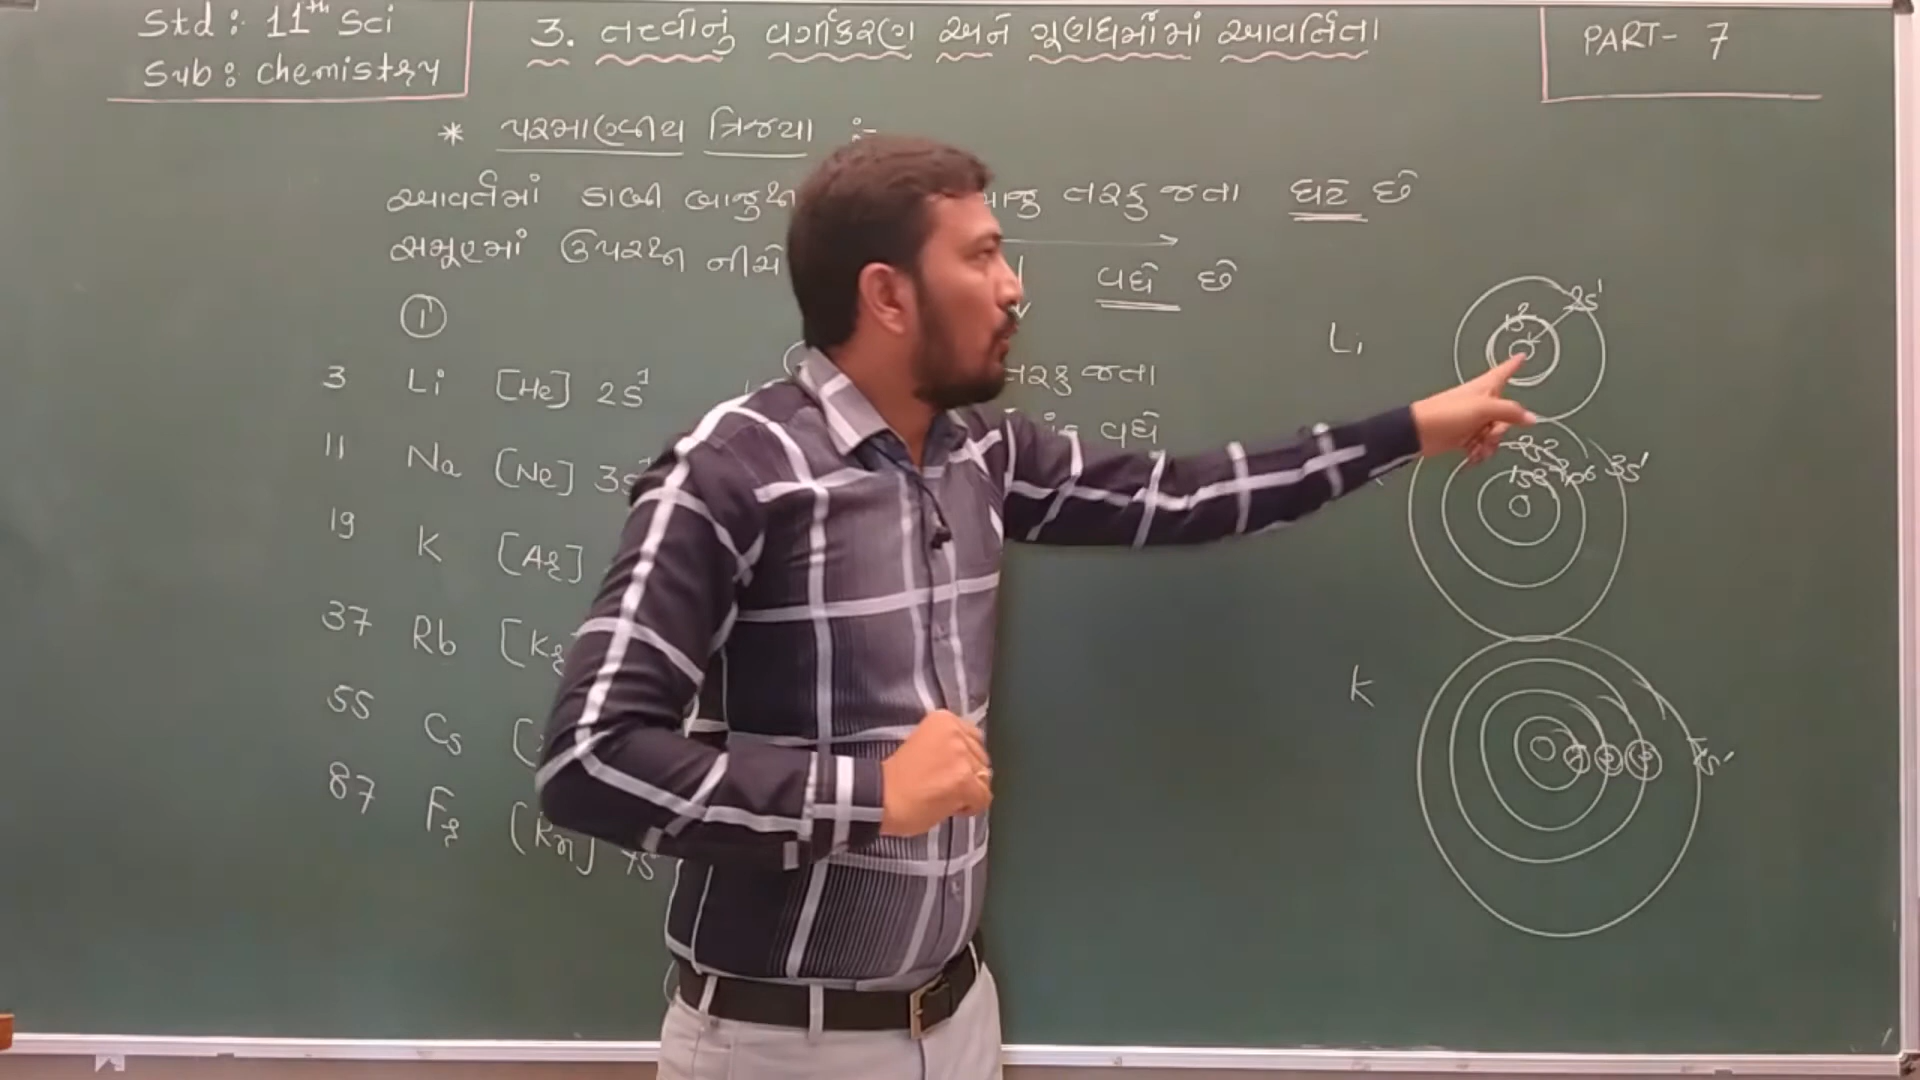 Std : 11th Sci
Sub : chemistry
3. તત્વોનું વર્ગીકરણ અને ગુણધર્મોમાં આવર્તિતા
PART - 7
* પરમાણ્વીય ત્રિજ્યા :-
આવર્તમાં ડાબી બાજુથી બાજુ તરફ જતા ઘટે છે
સમૂહમાં ઉપરથી નીચે વધે છે
1
3 Li [He] 2s1
11 Na [Ne] 3s1
19 K [Ar]
37 Rb [Kr
55 Cs [
87 Fr [Rn] 7s
તરફ જતા
વધે
Li
1s2 2s1
1s2 3s1
K